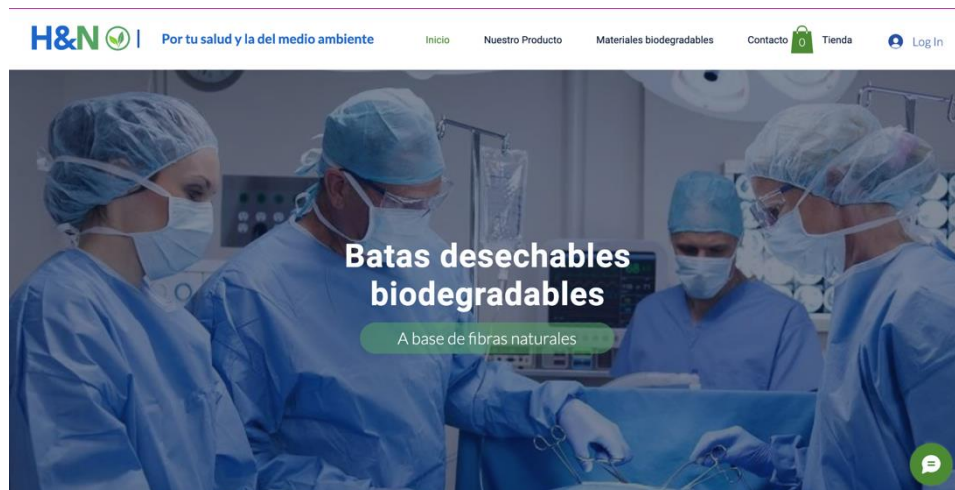 H&N | Por tu salud y la del medio ambiente
Inicio
Nuestro Producto
Materiales biodegradables
Contacto
0
Tienda
Log In
Batas desechables
biodegradables
A base de fibras naturales